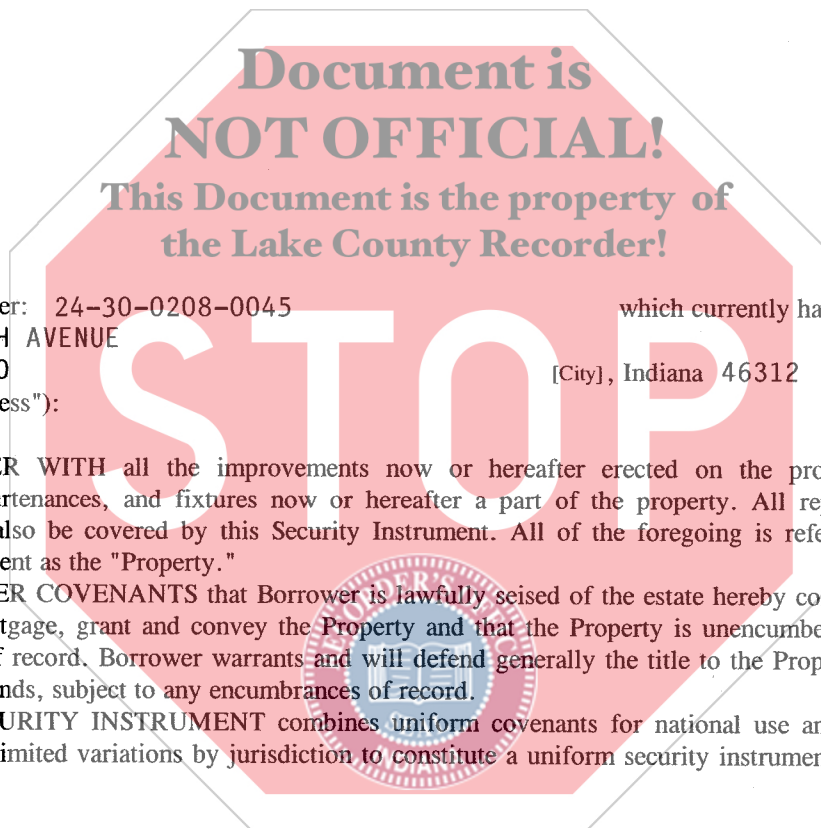 Document is
NOT OFFICIAL!
This Document is the property of
the Lake County Recorder!
er: 24-30-0208-0045 which currently ha
H AVENUE
O [City], Indiana 46312
ess"):
STOP
ER WITH all the improvements now or hereafter erected on the pro
rtenances, and fixtures now or hereafter a part of the property. All re
also be covered by this Security Instrument. All of the foregoing is refe
ent as the "Property."
ER COVENANTS that Borrower is lawfully seised of the estate hereby co
tgage, grant and convey the Property and that the Property is unencumbe
f record. Borrower warrants and will defend generally the title to the Prop
nds, subject to any encumbrances of record.
URITY INSTRUMENT combines uniform covenants for national use an
imited variations by jurisdiction to constitute a uniform security instrumen
SEAL
INDIANA